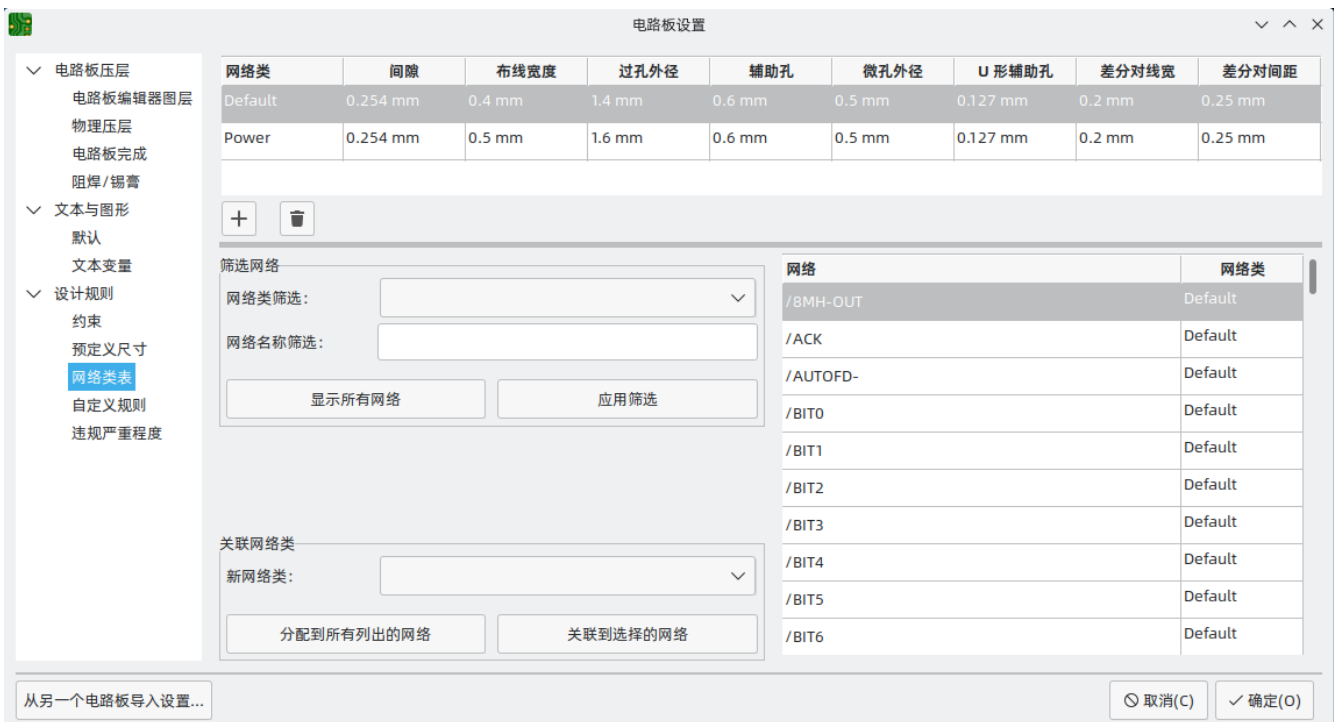 电路板设置
电路板压层
电路板编辑器图层
物理压层
电路板完成
阻焊/锡膏
文本与图形
默认
文本变量
设计规则
约束
预定义尺寸
网络类表
自定义规则
违规严重程度
网络类 间隙 布线宽度 过孔外径 辅助孔 微孔外径 U 形辅助孔 差分对线宽 差分对间距
Default 0.254 mm 0.4 mm 1.4 mm 0.6 mm 0.5 mm 0.127 mm 0.2 mm 0.25 mm
Power 0.254 mm 0.5 mm 1.6 mm 0.6 mm 0.5 mm 0.127 mm 0.2 mm 0.25 mm
筛选网络
网络类筛选：
网络名称筛选：
显示所有网络 应用筛选
关联网络类
新网络类：
分配到所有列出的网络 关联到选择的网络
网络 网络类
/8MH-OUT Default
/ACK Default
/AUTOFD- Default
/BIT0 Default
/BIT1 Default
/BIT2 Default
/BIT3 Default
/BIT4 Default
/BIT5 Default
/BIT6 Default
从另一个电路板导入设置... 取消(C) 确定(O)